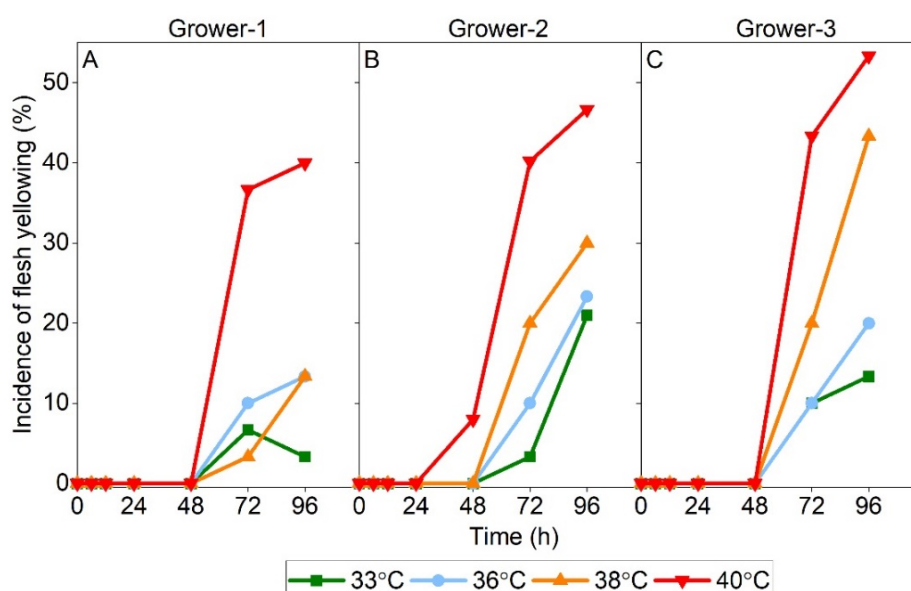 Grower-1 Grower-2 Grower-3
A B C
Incidence of flesh yellowing (%)
50
40
30
20
10
0
0 24 48 72 96 0 24 48 72 96 0 24 48 72 96
Time (h)
33°C 36°C 38°C 40°C